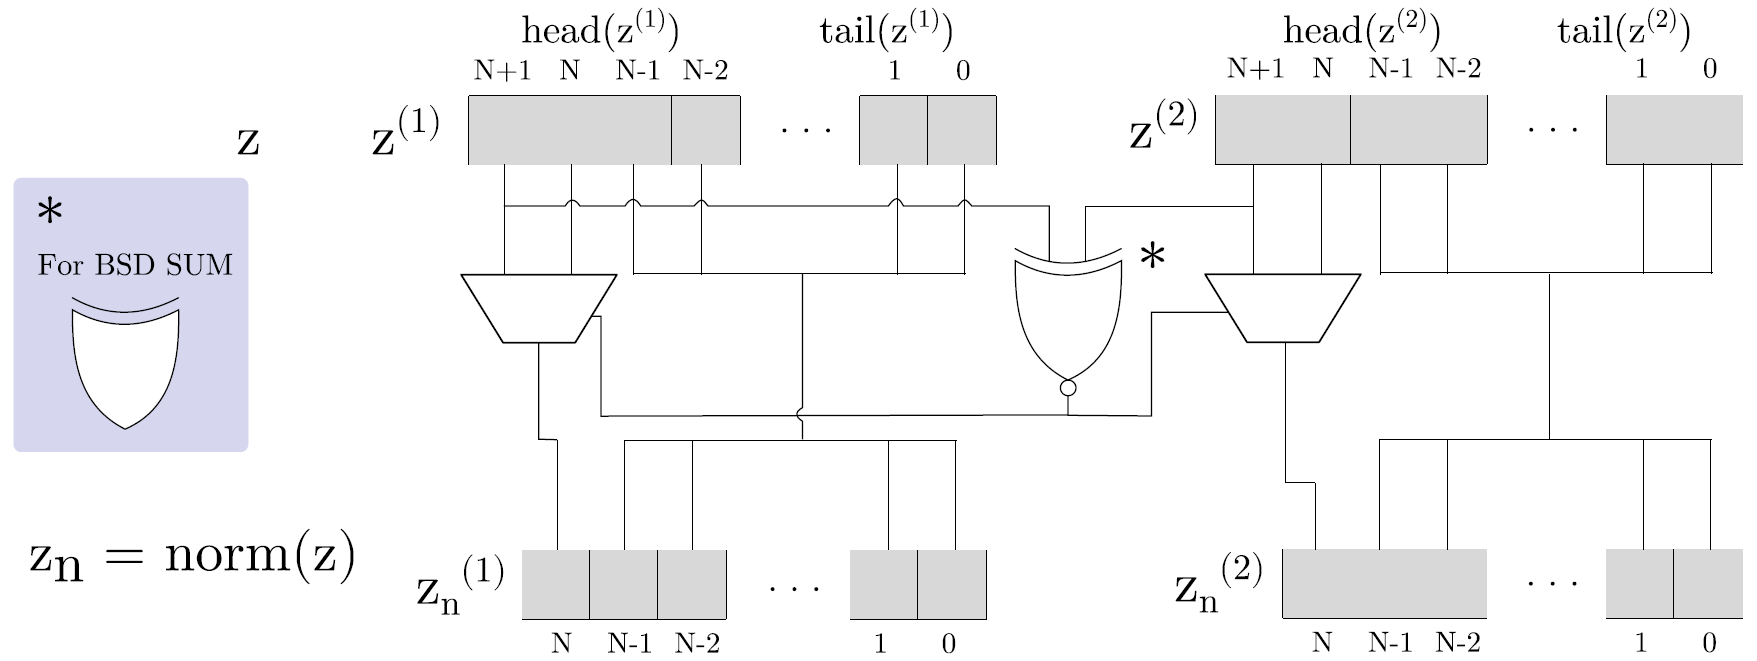 head(z^(1)) tail(z^(1)) head(z^(2)) tail(z^(2))
N+1 N N-1 N-2 1 0 N+1 N N-1 N-2 1 0
z z^(1) . . . z^(2) . . .
*
For BSD SUM
*
z_n = norm(z)
z_n^(1) . . . z_n^(2) . . .
N N-1 N-2 1 0 N N-1 N-2 1 0